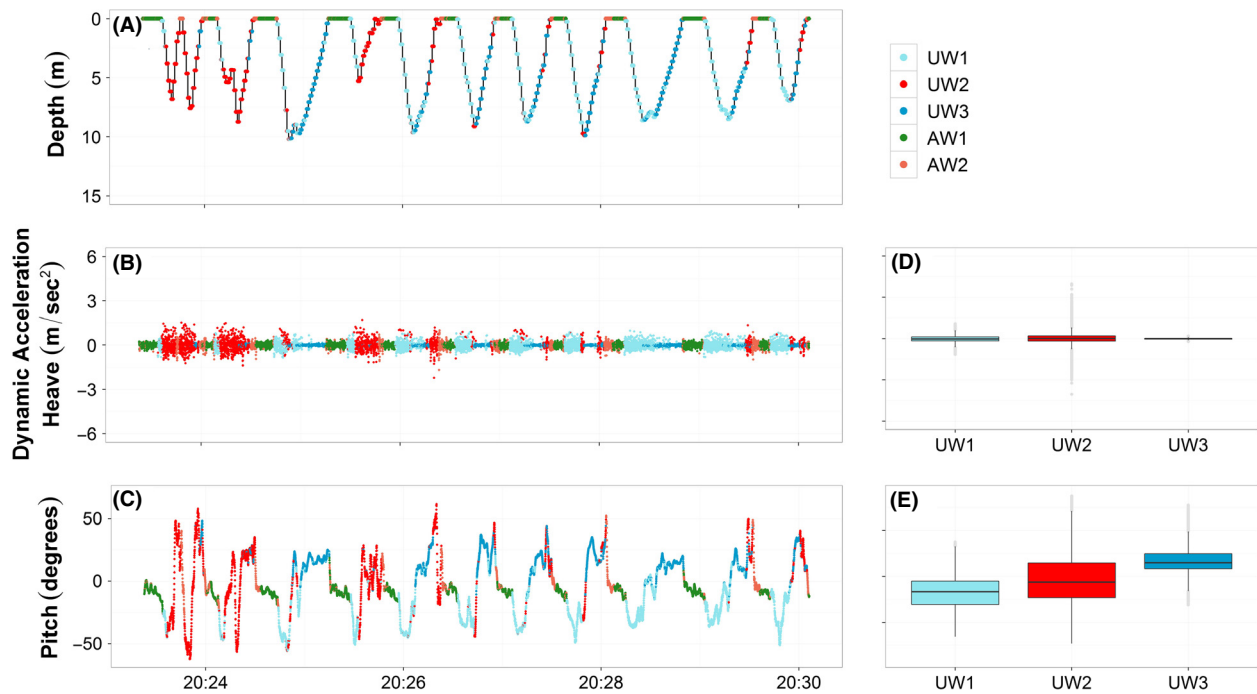 (A)
Depth (m)
0
5
10
15
UW1
UW2
UW3
AW1
AW2
(B)
Dynamic Acceleration
Heave (m/sec²)
6
3
0
−3
−6
(D)
UW1 UW2 UW3
(C)
Pitch (degrees)
50
0
−50
20:24 20:26 20:28 20:30
(E)
UW1 UW2 UW3